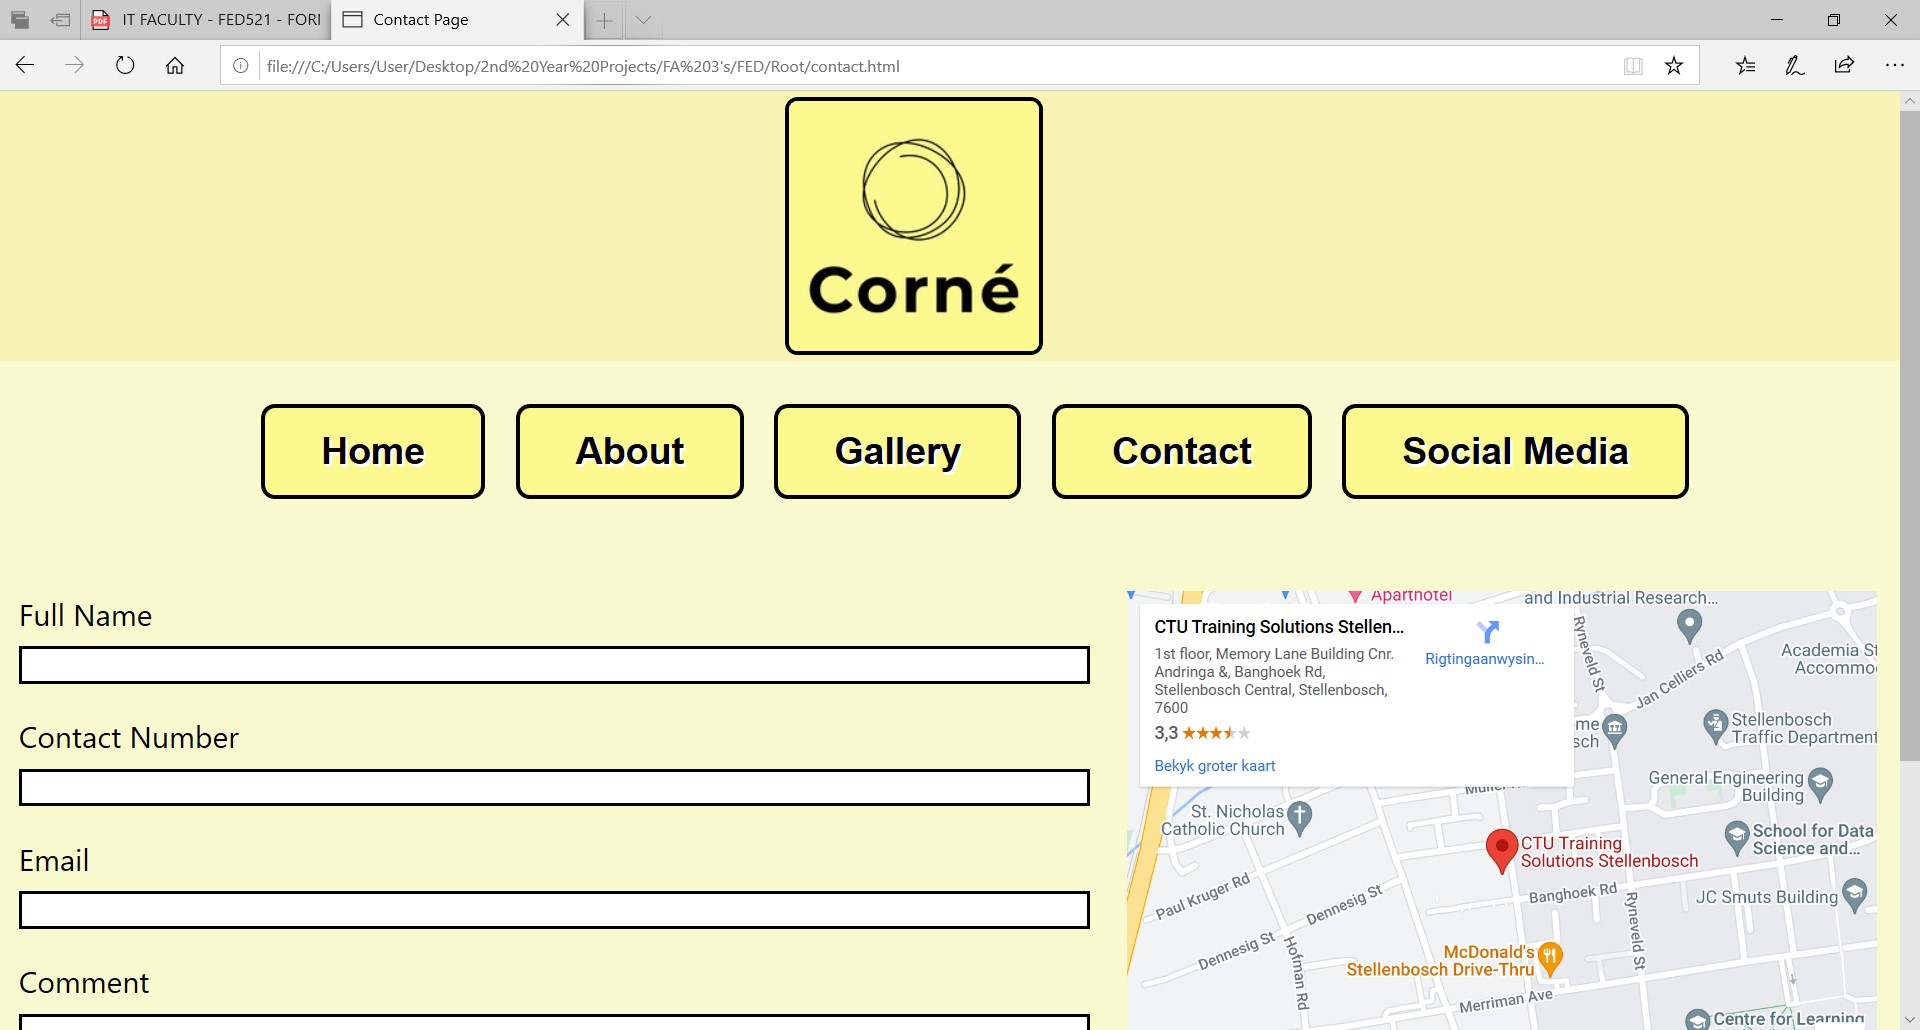 IT FACULTY - FED521 - FORI
Contact Page
file:///C:/Users/User/Desktop/2nd%20Year%20Projects/FA%203's/FED/Root/contact.html
Corné
Home
About
Gallery
Contact
Social Media
Full Name
Contact Number
Email
Comment
Aparthotel
and Industrial Research...
CTU Training Solutions Stellen...
1st floor, Memory Lane Building Cnr.
Andringa &, Banghoek Rd,
Stellenbosch Central, Stellenbosch,
7600
3,3
Bekyk groter kaart
Rigtingaanwysin...
Ryneveld St
Jan Celliers Rd
Academia St
Accommo
me
sch
Stellenbosch
Traffic Department
General Engineering
Building
St. Nicholas
Catholic Church
School for Data
Science and...
CTU Training
Solutions Stellenbosch
Paul Kruger Rd
Dennesig St
Banghoek Rd
JC Smuts Building
Ryneveld St
Dennesig St
Hofman Rd
McDonald's
Stellenbosch Drive-Thru
Merriman Ave
Centre for Learning